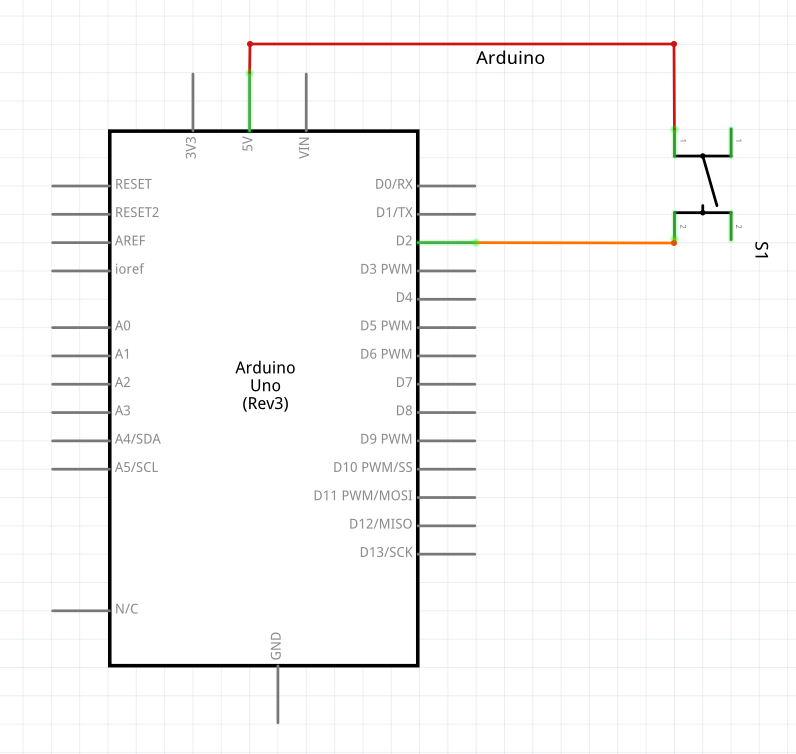 Arduino
3V3
5V
VIN
1
1
RESET
D0/RX
RESET2
D1/TX
AREF
D2
2
2
S1
ioref
D3 PWM
D4
A0
D5 PWM
A1
D6 PWM
Arduino
Uno
(Rev3)
A2
D7
A3
D8
A4/SDA
D9 PWM
A5/SCL
D10 PWM/SS
D11 PWM/MOSI
D12/MISO
D13/SCK
N/C
GND